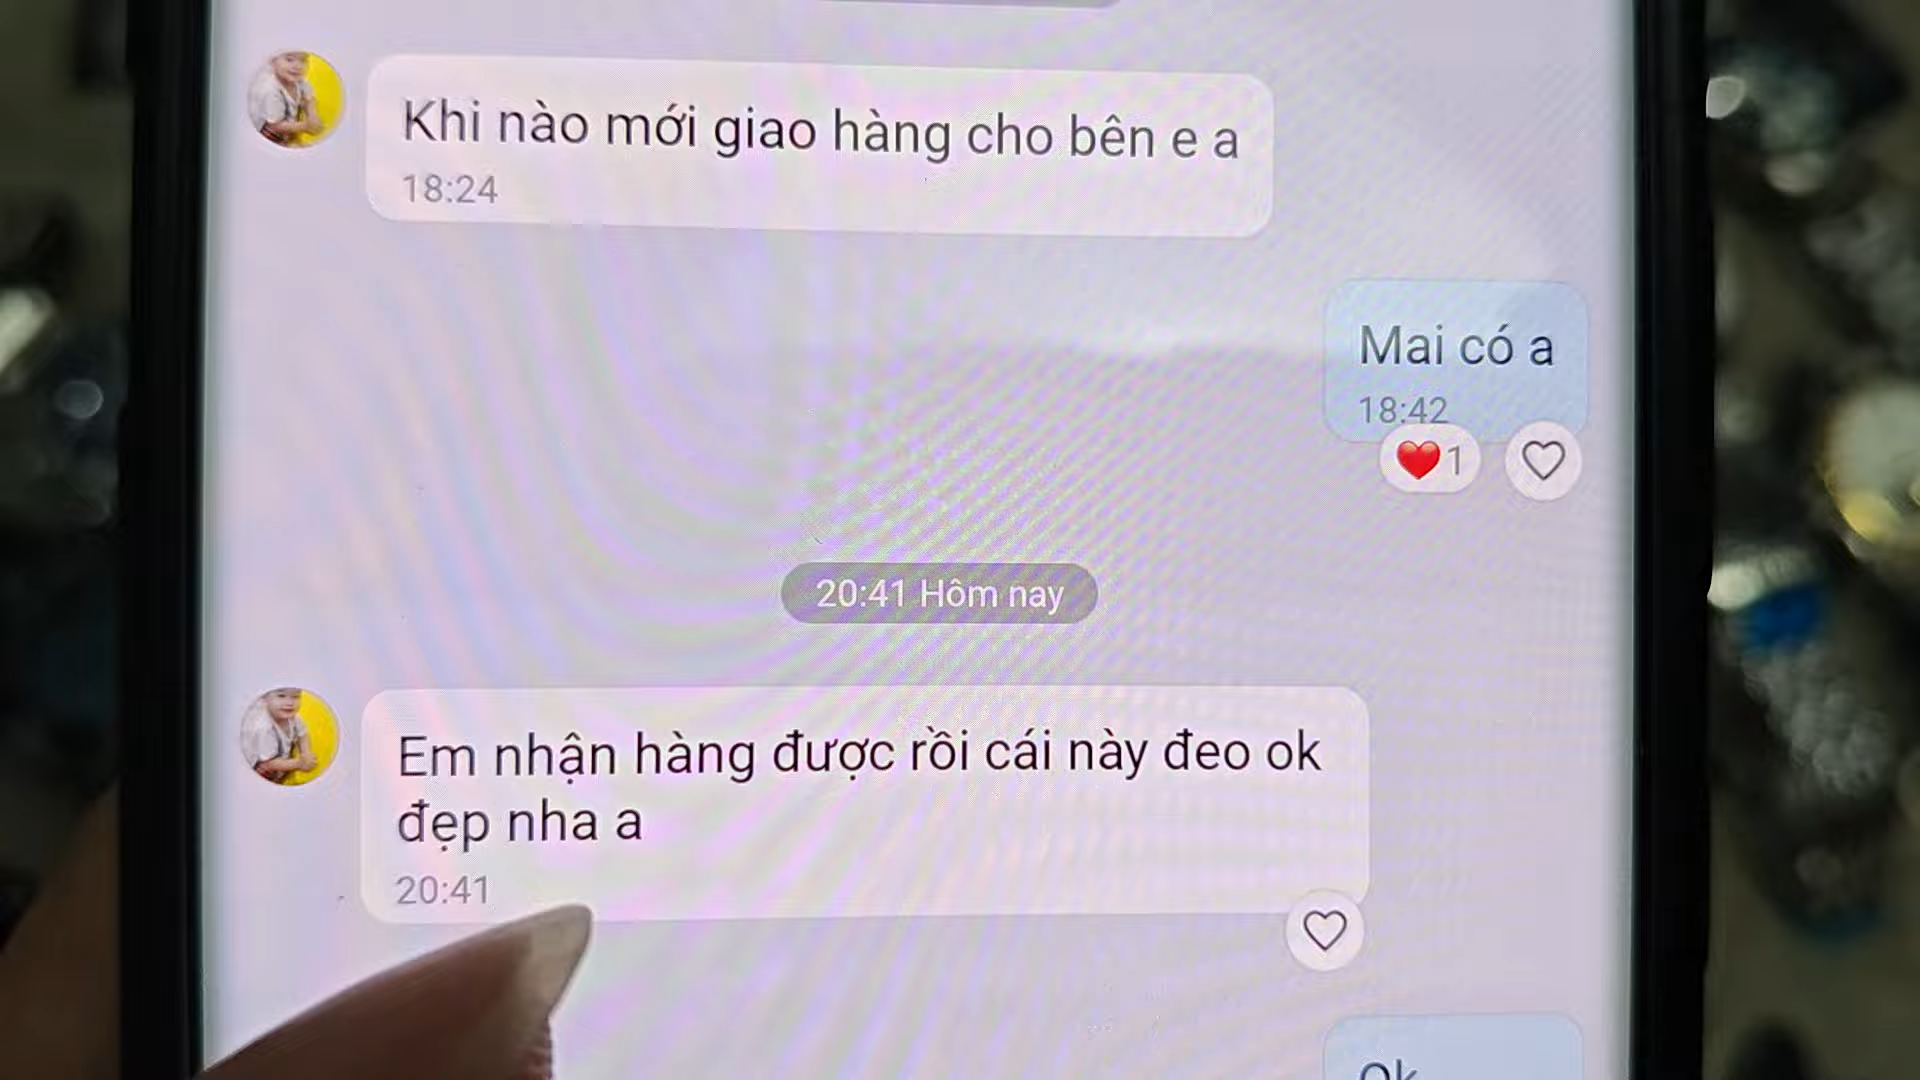 Khi nào mới giao hàng cho bên e a
18:24
Mai có a
18:42
1
20:41 Hôm nay
Em nhận hàng được rồi cái này đeo ok
đẹp nha a
20:41
Ok